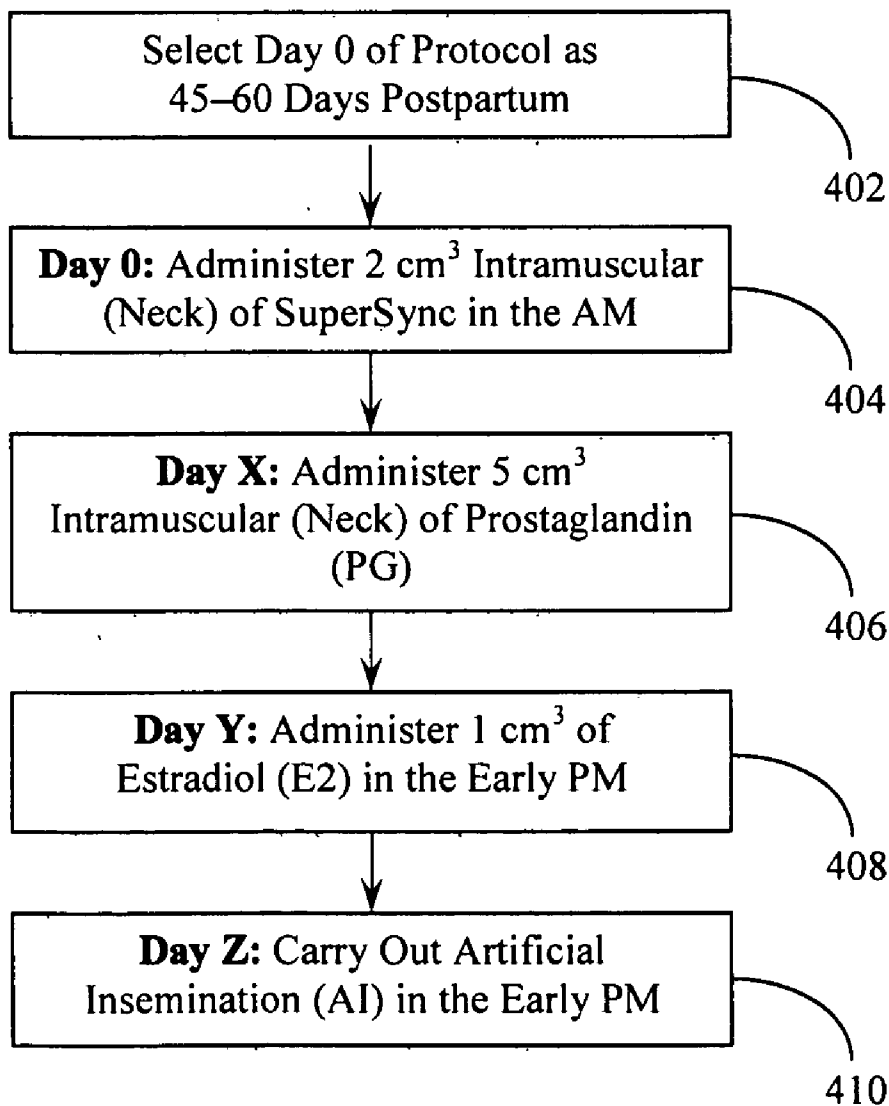 Select Day 0 of Protocol as
45–60 Days Postpartum
402
Day 0: Administer 2 cm³ Intramuscular
(Neck) of SuperSync in the AM
404
Day X: Administer 5 cm³
Intramuscular (Neck) of Prostaglandin
(PG)
406
Day Y: Administer 1 cm³ of
Estradiol (E2) in the Early PM
408
Day Z: Carry Out Artificial
Insemination (AI) in the Early PM
410